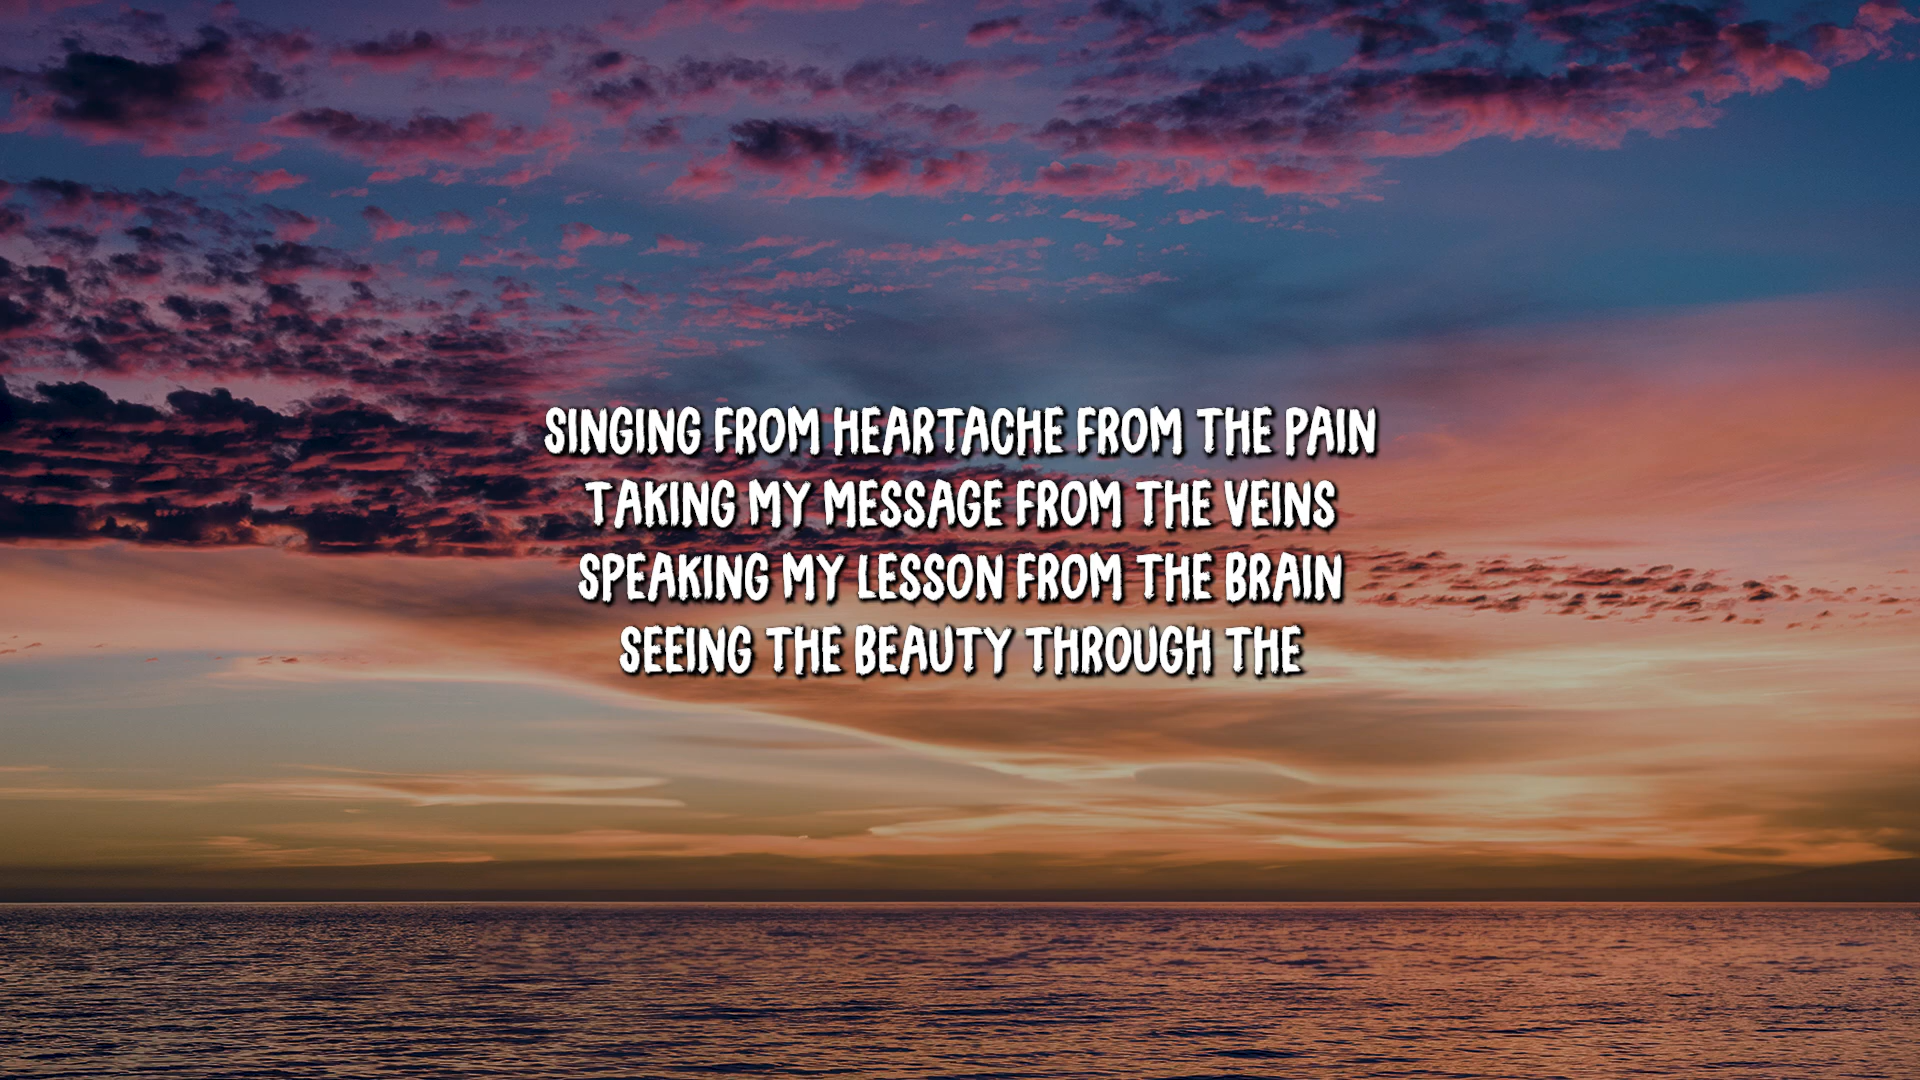 SINGING FROM HEARTACHE FROM THE PAIN
TAKING MY MESSAGE FROM THE VEINS
SPEAKING MY LESSON FROM THE BRAIN
SEEING THE BEAUTY THROUGH THE